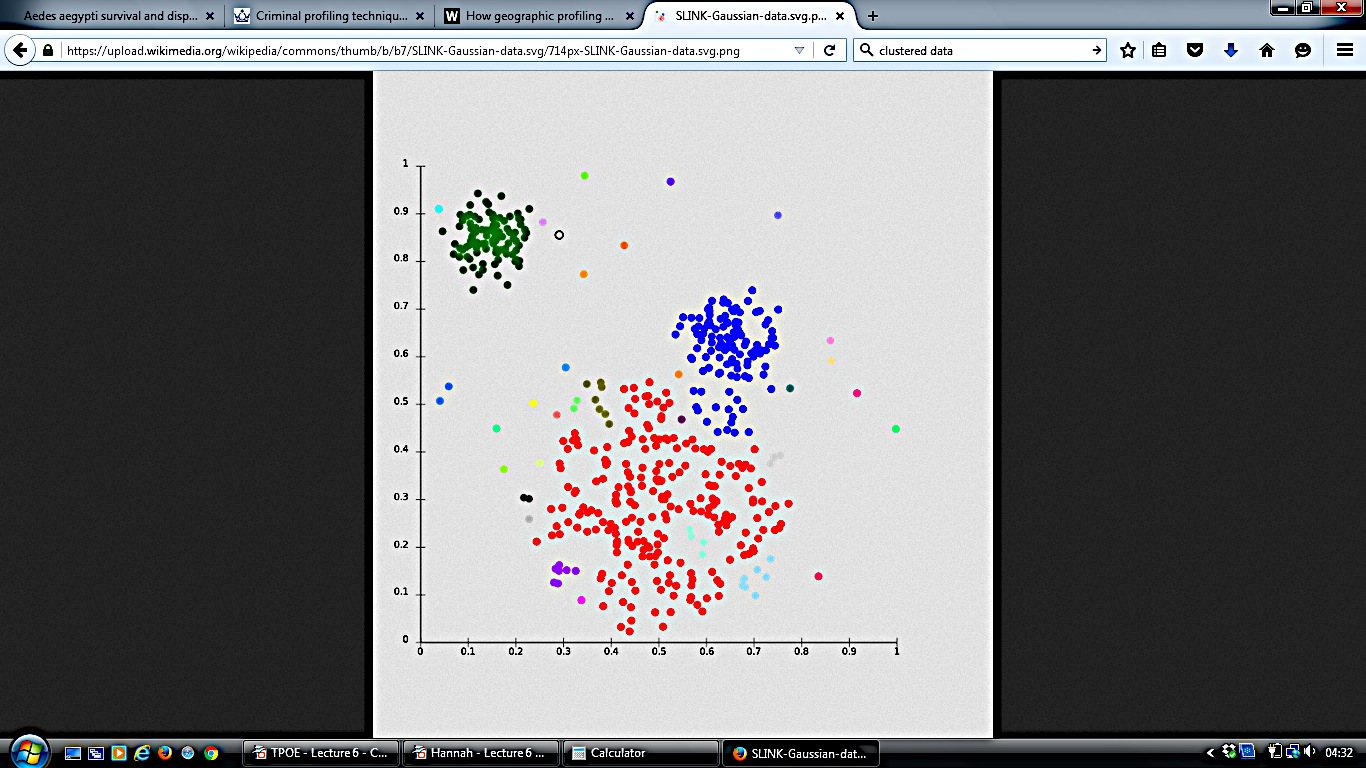 Aedes aegypti survival and disp...
Criminal profiling techniqu...
How geographic profiling ...
SLINK-Gaussian-data.svg.p...
https://upload.wikimedia.org/wikipedia/commons/thumb/b/b7/SLINK-Gaussian-data.svg/714px-SLINK-Gaussian-data.svg.png
clustered data
1
0.9
0.8
0.7
0.6
0.5
0.4
0.3
0.2
0.1
0
0 0.1 0.2 0.3 0.4 0.5 0.6 0.7 0.8 0.9 1
TPOE - Lecture 6 - C...
Hannah - Lecture 6 ...
Calculator
SLINK-Gaussian-dat...
04:32